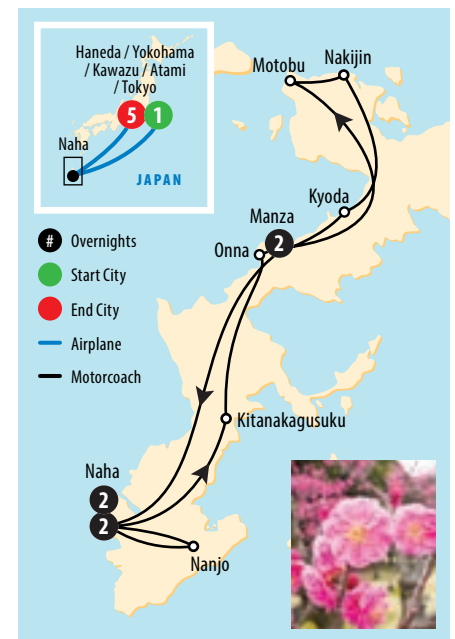 Haneda / Yokohama
/ Kawazu / Atami
/ Tokyo
5
1
Naha
JAPAN
# Overnights
Start City
End City
Airplane
Motorcoach
Motobu
Nakijin
Kyoda
Manza
2
Onna
Kitanakagusuku
Naha
2
2
Nanjo